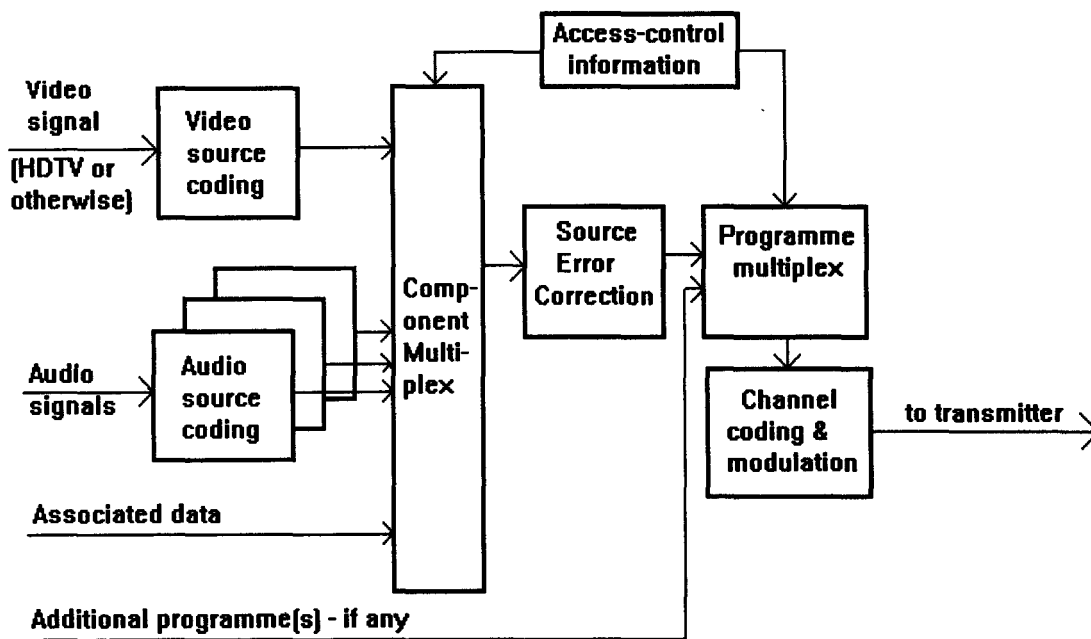 Access-control
information
Video
signal
(HDTV or
otherwise)
Video
source
coding
Source
Error
Correction
Programme
multiplex
Comp-
onent
Multi-
plex
Audio
signals
Audio
source
coding
Channel
coding &
modulation
to transmitter
Associated data
Additional programme(s) - if any